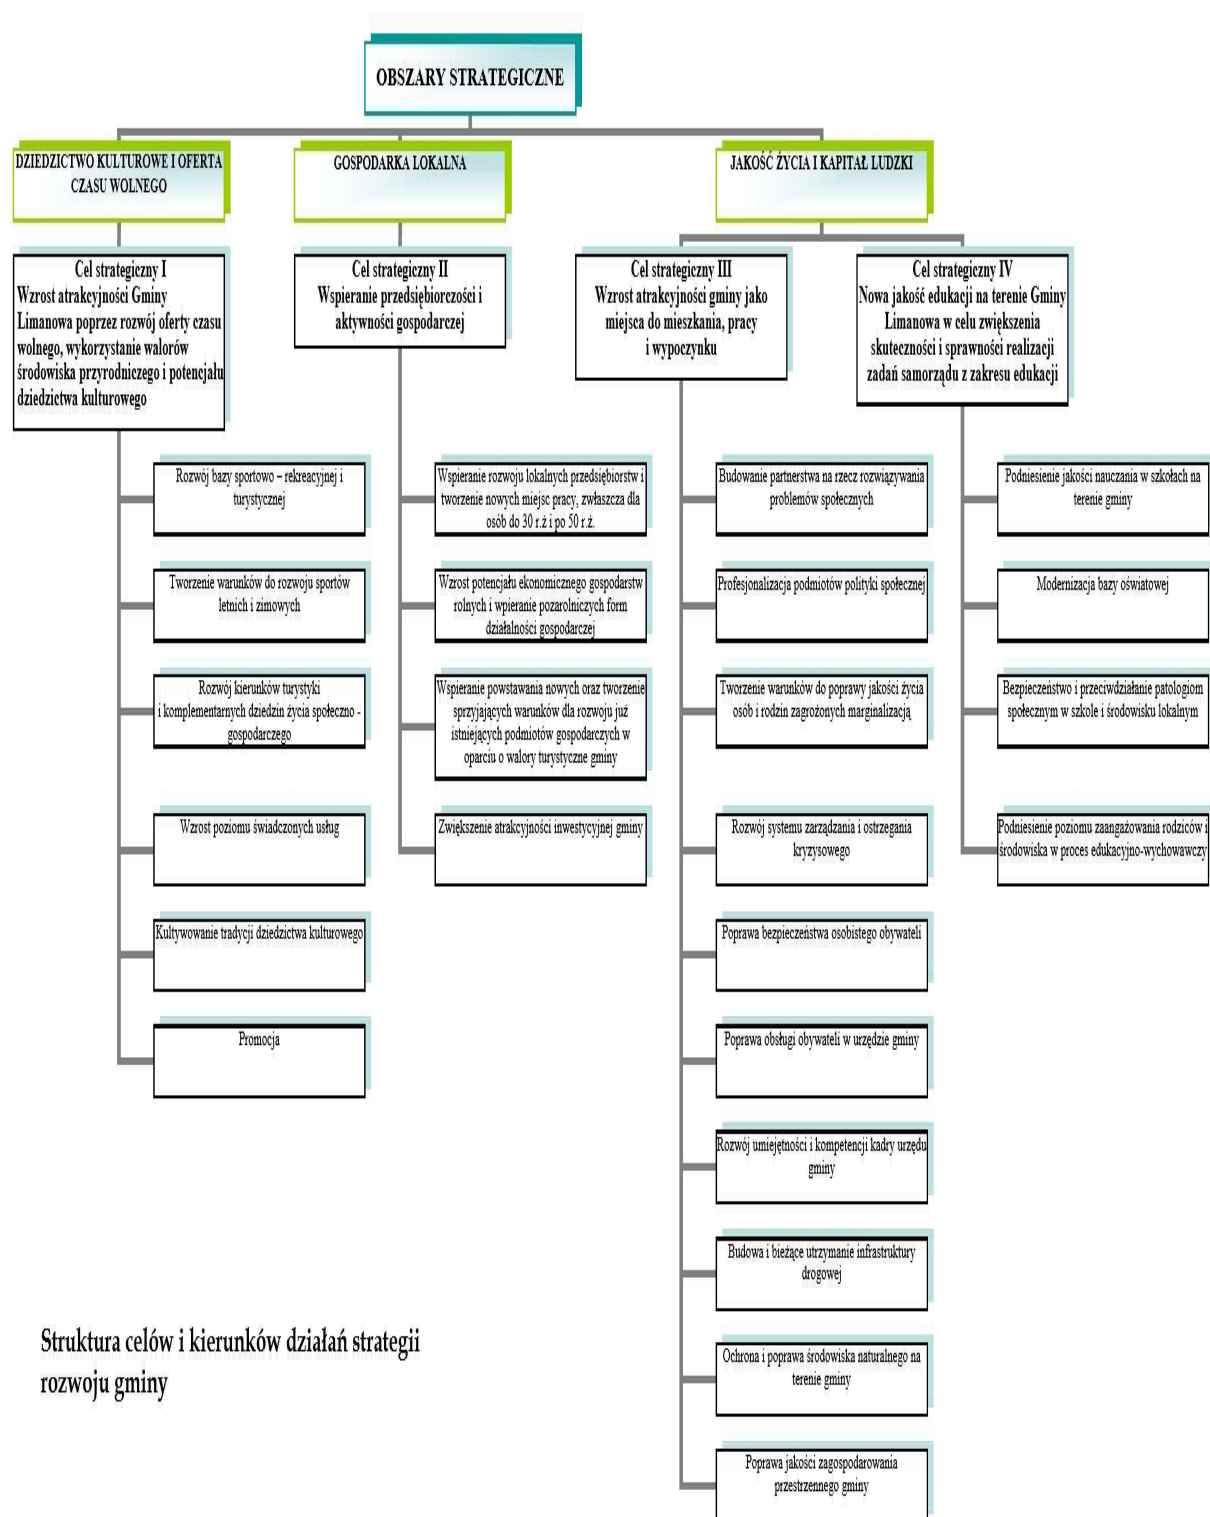 OBSZARY STRATEGICZNE
DZIEDZICTWO KULTUROWE I OFERTA
CZASU WOLNEGO
GOSPODARKA LOKALNA
JAKOŚĆ ŻYCIA I KAPITAŁ LUDZKI
Cel strategiczny I
Wzrost atrakcyjności Gminy
Limanowa poprzez rozwój oferty czasu
wolnego, wykorzystanie walorów
środowiska przyrodniczego i potencjału
dziedzictwa kulturowego
Cel strategiczny II
Wspieranie przedsiębiorczości i
aktywności gospodarczej
Cel strategiczny III
Wzrost atrakcyjności gminy jako
miejsca do mieszkania, pracy
i wypoczynku
Cel strategiczny IV
Nowa jakość edukacji na terenie Gminy
Limanowa w celu zwiększenia
skuteczności i sprawności realizacji
zadań samorządu z zakresu edukacji
Rozwój bazy sportowo – rekreacyjnej i
turystycznej
Tworzenie warunków do rozwoju sportów
letnich i zimowych
Rozwój kierunków turystyki
i komplementarnych dziedzin życia społeczno -
gospodarczego
Wzrost poziomu świadczonych usług
Kultywowanie tradycji dziedzictwa kulturowego
Promocja
Wspieranie rozwoju lokalnych przedsiębiorstw i
tworzenie nowych miejsc pracy, zwłaszcza dla
osób do 30 r.ż i po 50 r.ż.
Wzrost potencjału ekonomicznego gospodarstw
rolnych i wpieranie pozarolniczych form
działalności gospodarczej
Wspieranie powstawania nowych oraz tworzenie
sprzyjających warunków dla rozwoju już
istniejących podmiotów gospodarczych w
oparciu o walory turystyczne gminy
Zwiększenie atrakcyjności inwestycyjnej gminy
Budowanie partnerstwa na rzecz rozwiązywania
problemów społecznych
Profesjonalizacja podmiotów polityki społecznej
Tworzenie warunków do poprawy jakości życia
osób i rodzin zagrożonych marginalizacją
Rozwój systemu zarządzania i ostrzegania
kryzysowego
Poprawa bezpieczeństwa osobistego obywateli
Poprawa obsługi obywateli w urzędzie gminy
Rozwój umiejętności i kompetencji kadry urzędu
gminy
Budowa i bieżące utrzymanie infrastruktury
drogowej
Ochrona i poprawa środowiska naturalnego na
terenie gminy
Poprawa jakości zagospodarowania
przestrzennego gminy
Podniesienie jakości nauczania w szkołach na
terenie gminy
Modernizacja bazy oświatowej
Bezpieczeństwo i przeciwdziałanie patologiom
społecznym w szkole i środowisku lokalnym
Podniesienie poziomu zaangażowania rodziców i
środowiska w proces edukacyjno-wychowawczy
Struktura celów i kierunków działań strategii
rozwoju gminy